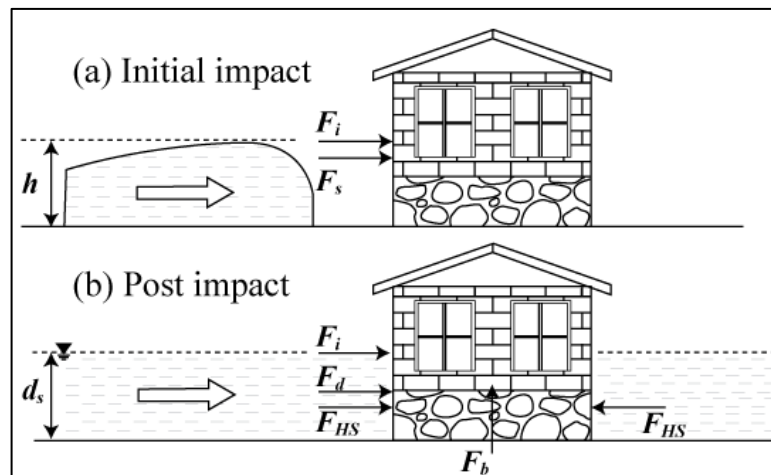 (a) Initial impact
F_i
h
F_s
(b) Post impact
F_i
d_s
F_d
F_HS
F_HS
F_b